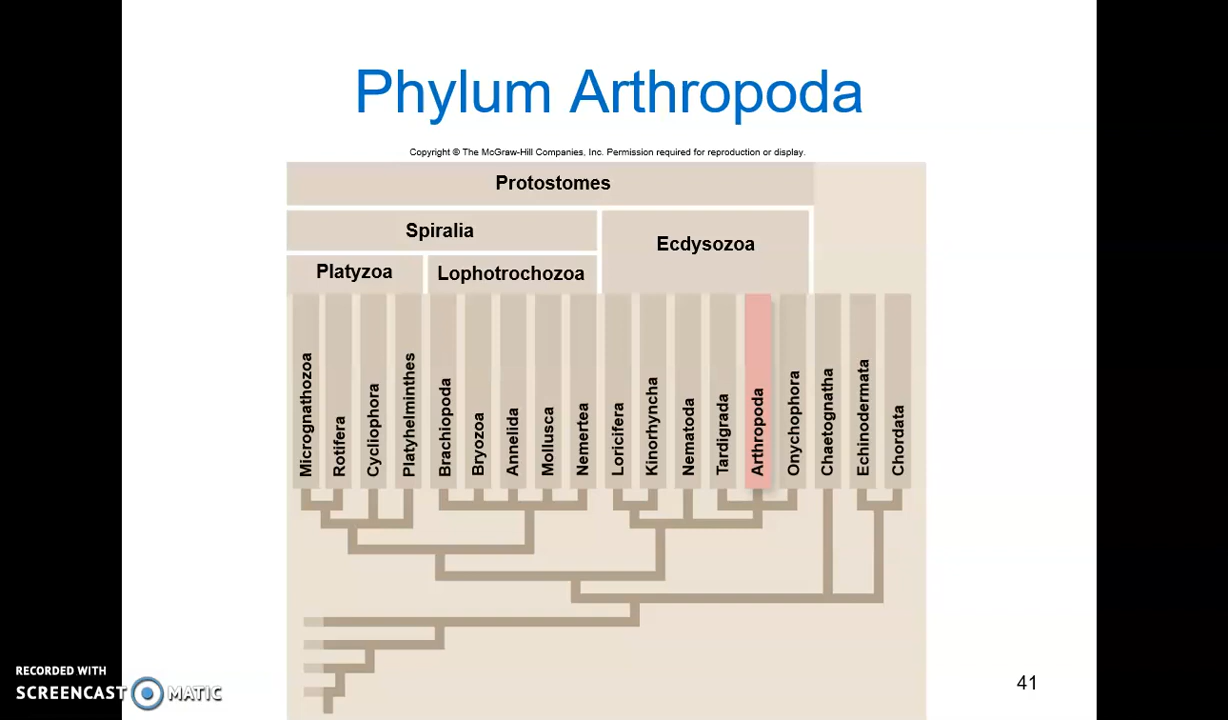 Phylum Arthropoda
Copyright © The McGraw-Hill Companies, Inc. Permission required for reproduction or display.
Protostomes
Spiralia
Ecdysozoa
Platyzoa
Lophotrochozoa
Micrognathozoa
Rotifera
Cycliophora
Platyhelminthes
Brachiopoda
Bryozoa
Annelida
Mollusca
Nemertea
Loricifera
Kinorhyncha
Nematoda
Tardigrada
Arthropoda
Onychophora
Chaetognatha
Echinodermata
Chordata
RECORDED WITH
SCREENCAST MATIC
41